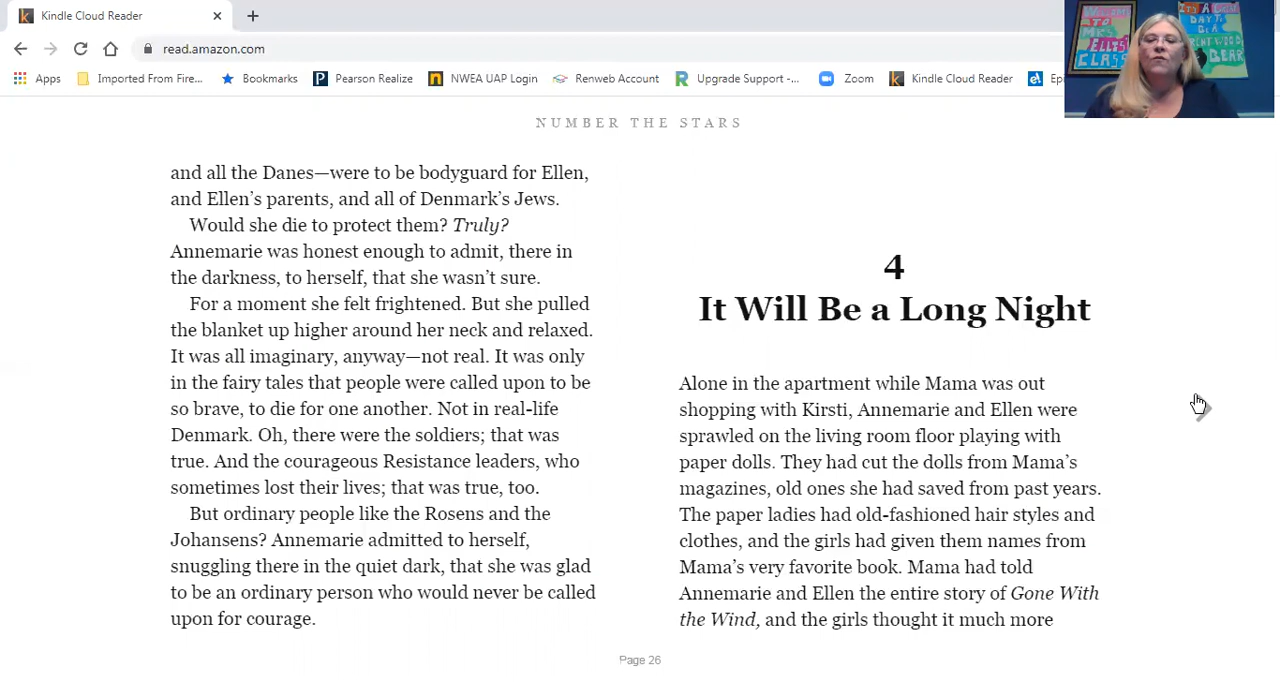 Kindle Cloud Reader
read.amazon.com
Apps
Imported From Fire...
Bookmarks
Pearson Realize
NWEA UAP Login
Renweb Account
Upgrade Support -...
Zoom
Kindle Cloud Reader
NUMBER THE STARS
and all the Danes—were to be bodyguard for Ellen,
and Ellen's parents, and all of Denmark's Jews.
Would she die to protect them? Truly?
Annemarie was honest enough to admit, there in
the darkness, to herself, that she wasn't sure.
For a moment she felt frightened. But she pulled
the blanket up higher around her neck and relaxed.
It was all imaginary, anyway—not real. It was only
in the fairy tales that people were called upon to be
so brave, to die for one another. Not in real-life
Denmark. Oh, there were the soldiers; that was
true. And the courageous Resistance leaders, who
sometimes lost their lives; that was true, too.
But ordinary people like the Rosens and the
Johansens? Annemarie admitted to herself,
snuggling there in the quiet dark, that she was glad
to be an ordinary person who would never be called
upon for courage.
4
It Will Be a Long Night
Alone in the apartment while Mama was out
shopping with Kirsti, Annemarie and Ellen were
sprawled on the living room floor playing with
paper dolls. They had cut the dolls from Mama's
magazines, old ones she had saved from past years.
The paper ladies had old-fashioned hair styles and
clothes, and the girls had given them names from
Mama's very favorite book. Mama had told
Annemarie and Ellen the entire story of Gone With
the Wind, and the girls thought it much more
Page 26